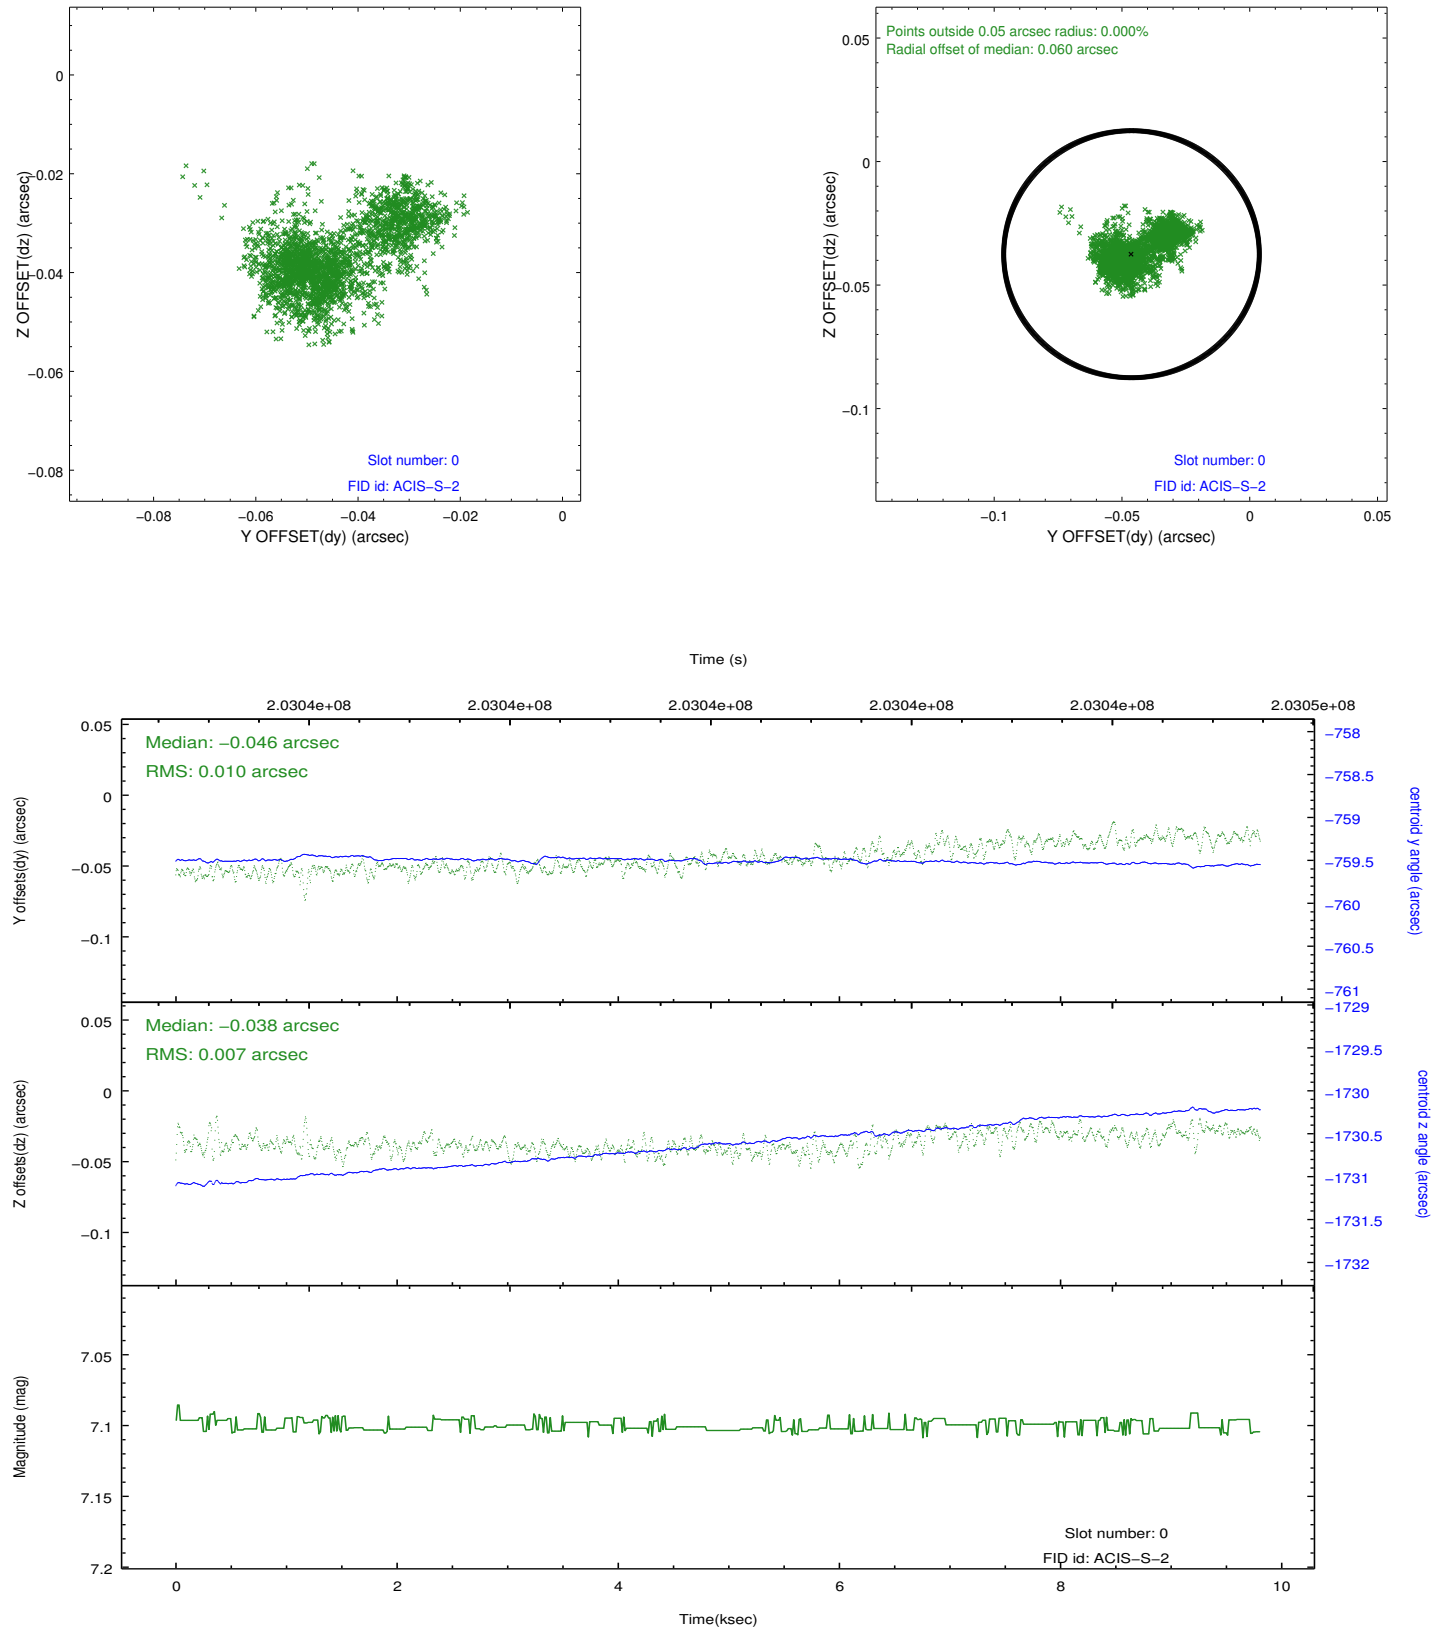 0
−0.02
−0.04
−0.06
−0.08
Z OFFSET(dz) (arcsec)
Slot number: 0
FID id: ACIS−S−2
−0.08
−0.06
−0.04
−0.02
0
Y OFFSET(dy) (arcsec)
Points outside 0.05 arcsec radius: 0.000%
Radial offset of median: 0.060 arcsec
0.05
0
−0.05
−0.1
Z OFFSET(dz) (arcsec)
Slot number: 0
FID id: ACIS−S−2
−0.1
−0.05
0
0.05
Y OFFSET(dy) (arcsec)
Time (s)
2.0304e+08
2.0304e+08
2.0304e+08
2.0304e+08
2.0304e+08
2.0305e+08
Median: −0.046 arcsec
RMS: 0.010 arcsec
0.05
0
−0.05
−0.1
Y offsets(dy) (arcsec)
−758
−758.5
−759
−759.5
−760
−760.5
−761
centroid y angle (arcsec)
Median: −0.038 arcsec
RMS: 0.007 arcsec
0.05
0
−0.05
−0.1
Z offsets(dz) (arcsec)
−1729
−1729.5
−1730
−1730.5
−1731
−1731.5
−1732
centroid z angle (arcsec)
7.05
7.1
7.15
7.2
Magnitude (mag)
Slot number: 0
FID id: ACIS−S−2
0
2
4
6
8
10
Time(ksec)